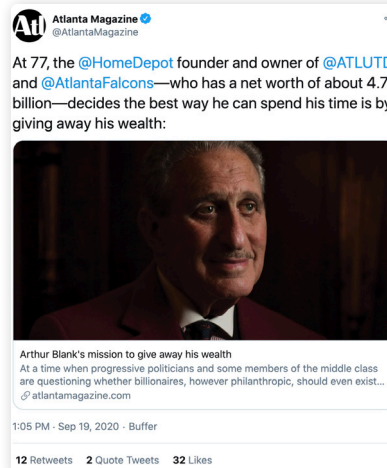 Atl
Atlanta Magazine
@AtlantaMagazine
At 77, the @HomeDepot founder and owner of @ATLUTD
and @AtlantaFalcons—who has a net worth of about 4.7
billion—decides the best way he can spend his time is by
giving away his wealth:
Arthur Blank's mission to give away his wealth
At a time when progressive politicians and some members of the middle class
are questioning whether billionaires, however philanthropic, should even exist...
atlantamagazine.com
1:05 PM · Sep 19, 2020 · Buffer
12 Retweets 2 Quote Tweets 32 Likes